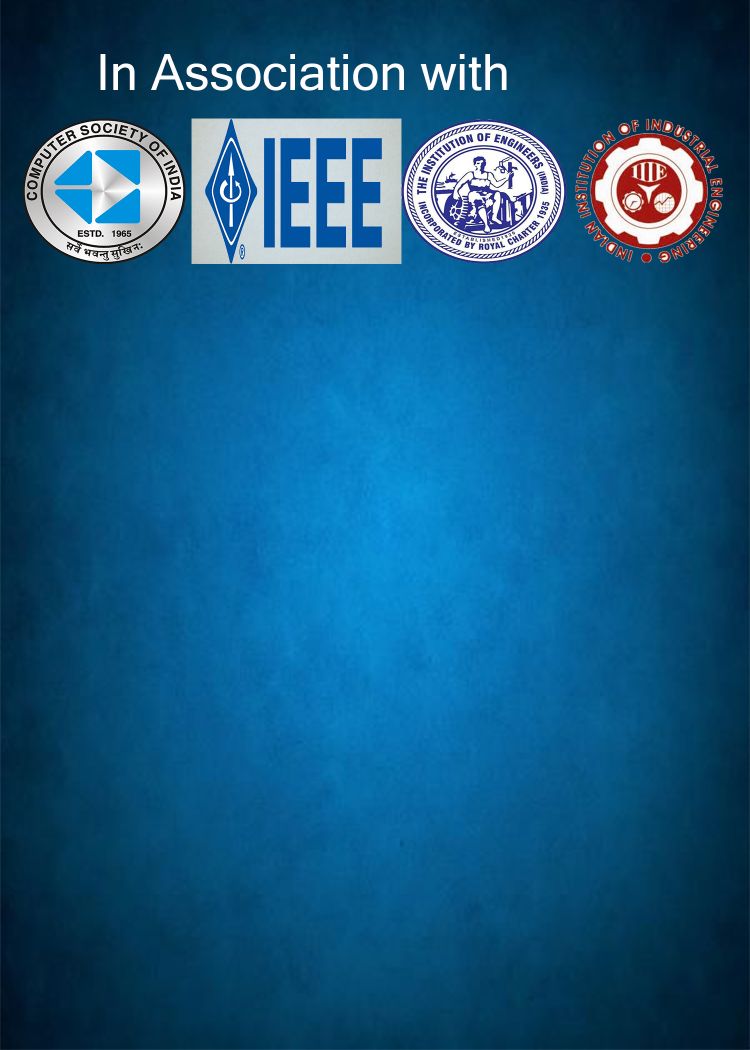 In Association with
COMPUTER SOCIETY OF INDIA
ESTD. 1965
सर्वे भवन्तु सुखिनः
IEEE
®
THE INSTITUTION OF ENGINEERS (INDIA)
ESTABLISHED 1920
INCORPORATED BY ROYAL CHARTER 1935
INDIAN INSTITUTION OF INDUSTRIAL ENGINEERING
IIIE